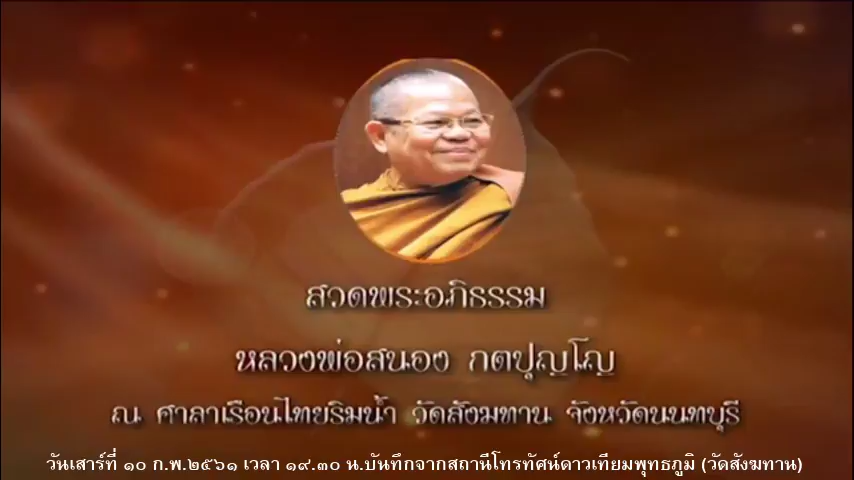 สวดพระอภิธรรม
หลวงพ่อสนอง กตปุญโญ
ณ ศาลาเรือนไทยริมน้ำ วัดสังฆทาน จังหวัดนนทบุรี
วันเสาร์ที่ ๑๐ ก.พ.๒๕๖๑ เวลา ๑๙.๓๐ น.บันทึกจากสถานีโทรทัศน์ดาวเทียมพุทธภูมิ (วัดสังฆทาน)